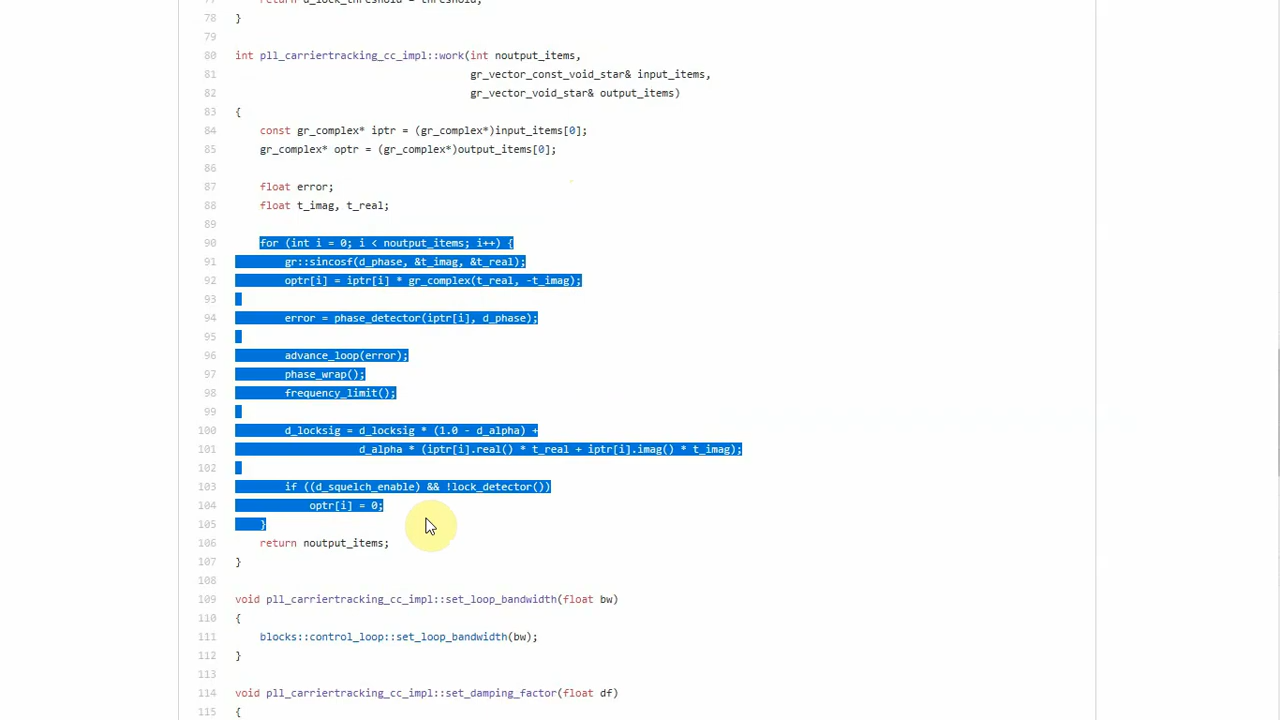 77 return d_lock_threshold = threshold;
78 }
79
80 int pll_carriertracking_cc_impl::work(int noutput_items,
81 gr_vector_const_void_star& input_items,
82 gr_vector_void_star& output_items)
83 {
84 const gr_complex* iptr = (gr_complex*)input_items[0];
85 gr_complex* optr = (gr_complex*)output_items[0];
86
87 float error;
88 float t_imag, t_real;
89
90 for (int i = 0; i < noutput_items; i++) {
91 gr::sincosf(d_phase, &t_imag, &t_real);
92 optr[i] = iptr[i] * gr_complex(t_real, -t_imag);
93
94 error = phase_detector(iptr[i], d_phase);
95
96 advance_loop(error);
97 phase_wrap();
98 frequency_limit();
99
100 d_locksig = d_locksig * (1.0 - d_alpha) +
101 d_alpha * (iptr[i].real() * t_real + iptr[i].imag() * t_imag);
102
103 if ((d_squelch_enable) && !lock_detector())
104 optr[i] = 0;
105 }
106 return noutput_items;
107 }
108
109 void pll_carriertracking_cc_impl::set_loop_bandwidth(float bw)
110 {
111 blocks::control_loop::set_loop_bandwidth(bw);
112 }
113
114 void pll_carriertracking_cc_impl::set_damping_factor(float df)
115 {